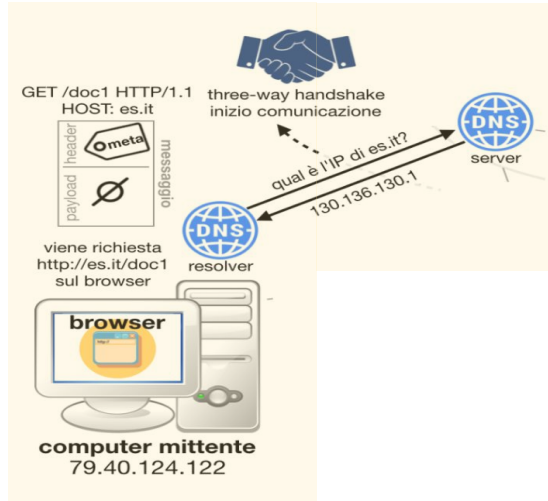 GET /doc1 HTTP/1.1
HOST: es.it
header
meta
payload
messaggio
three-way handshake
inizio comunicazione
DNS
server
qual è l'IP di es.it?
130.136.130.1
DNS
resolver
viene richiesta
http://es.it/doc1
sul browser
browser
http://
computer mittente
79.40.124.122